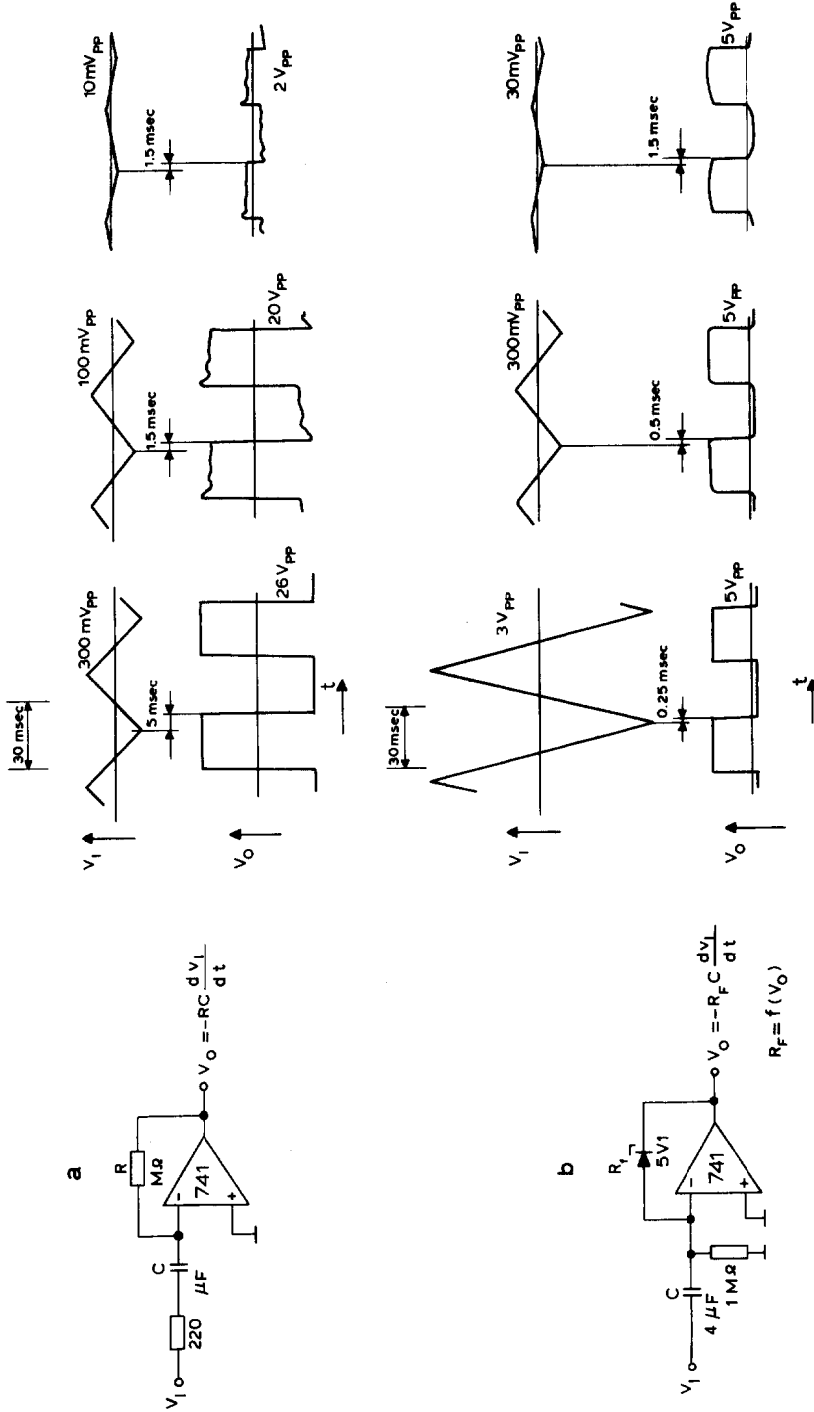 a
V_I
220
C
μF
R
MΩ
-
+
741
V_O = -RC dv_I/dt
V_I
30 msec
300 mV_PP
5 msec
V_O
26 V_PP
t
100 mV_PP
1.5 msec
20 V_PP
10 mV_PP
1.5 msec
2 V_PP
b
V_I
C
4 μF
1 MΩ
R_f
5V1
-
+
741
V_O = -R_F C dv_I/dt
R_F = f(V_O)
V_I
30 msec
3 V_PP
0.25 msec
V_O
5 V_PP
t
300 mV_PP
0.5 msec
5 V_PP
30 mV_PP
1.5 msec
5 V_PP